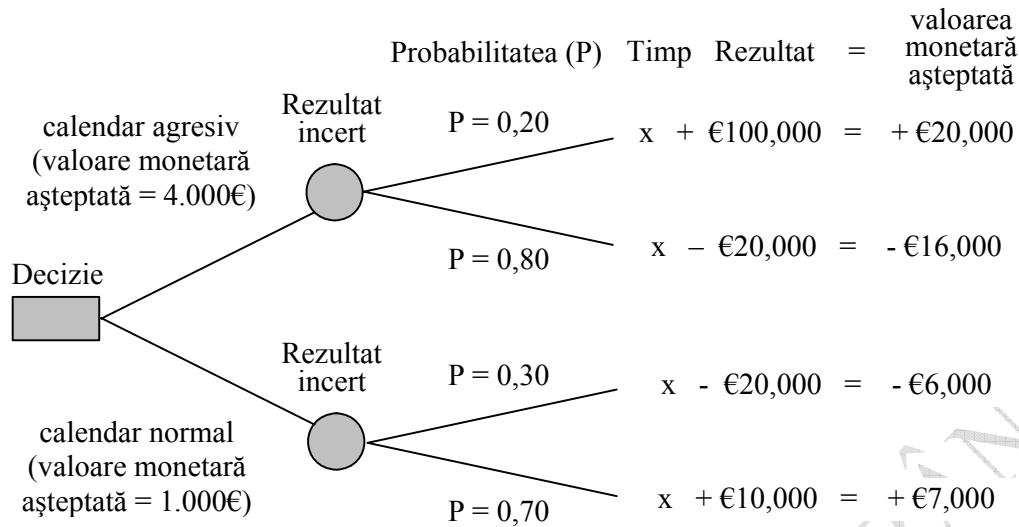 valoarea
monetară
aşteptată
Probabilitatea (P) Timp Rezultat =
Rezultat
incert
calendar agresiv
(valoare monetară
aşteptată = 4.000€)
P = 0,20
x + €100,000 = + €20,000
P = 0,80
x – €20,000 = - €16,000
Decizie
Rezultat
incert
P = 0,30
x - €20,000 = - €6,000
calendar normal
(valoare monetară
aşteptată = 1.000€)
P = 0,70
x + €10,000 = + €7,000